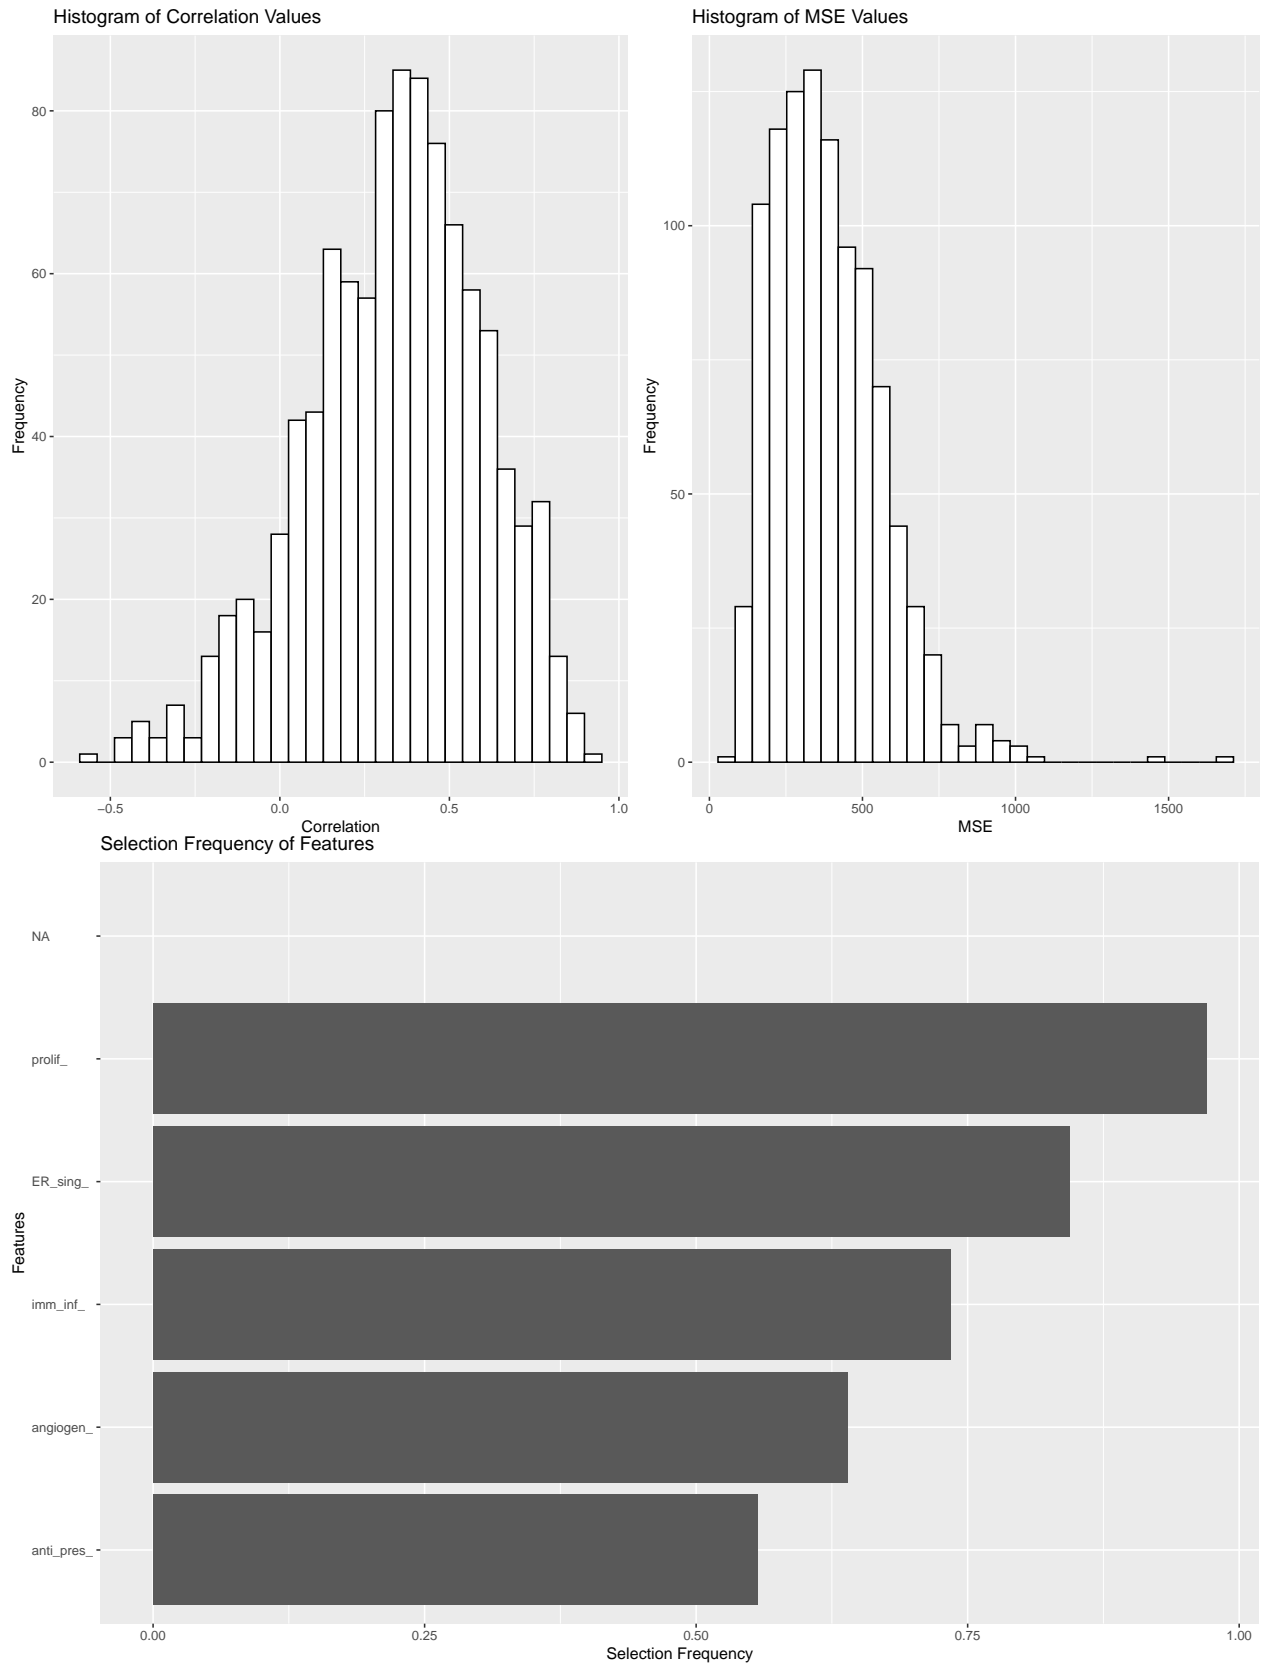 Histogram of Correlation Values
Frequency
80
60
40
20
0
−0.5
0.0
0.5
1.0
Correlation
Histogram of MSE Values
Frequency
100
50
0
0
500
1000
1500
MSE
Selection Frequency of Features
Features
NA
prolif_
ER_sing_
imm_inf_
angiogen_
anti_pres_
0.00
0.25
0.50
0.75
1.00
Selection Frequency